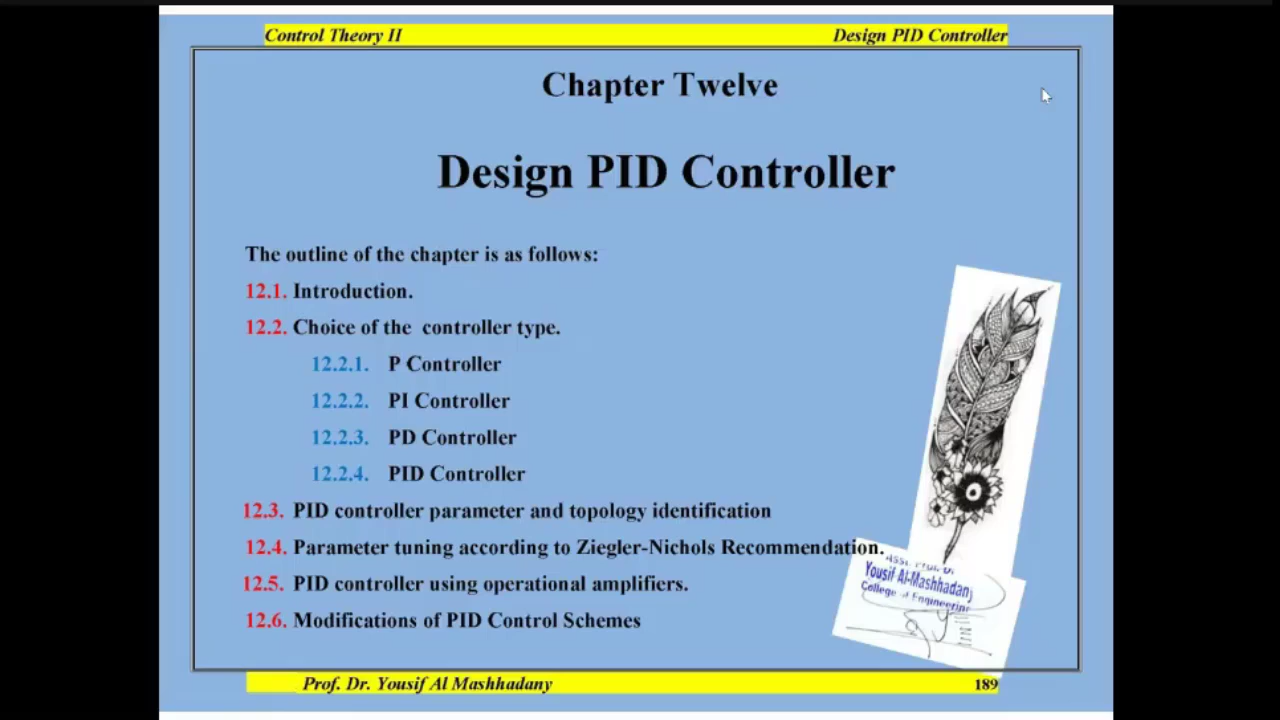 Control Theory II Design PID Controller
Chapter Twelve
Design PID Controller
The outline of the chapter is as follows:
12.1. Introduction.
12.2. Choice of the controller type.
12.2.1. P Controller
12.2.2. PI Controller
12.2.3. PD Controller
12.2.4. PID Controller
12.3. PID controller parameter and topology identification
12.4. Parameter tuning according to Ziegler-Nichols Recommendation.
12.5. PID controller using operational amplifiers.
12.6. Modifications of PID Control Schemes
Yousif Al-Mashhadany
College of Engineering
Prof. Dr. Yousif Al Mashhadany 189